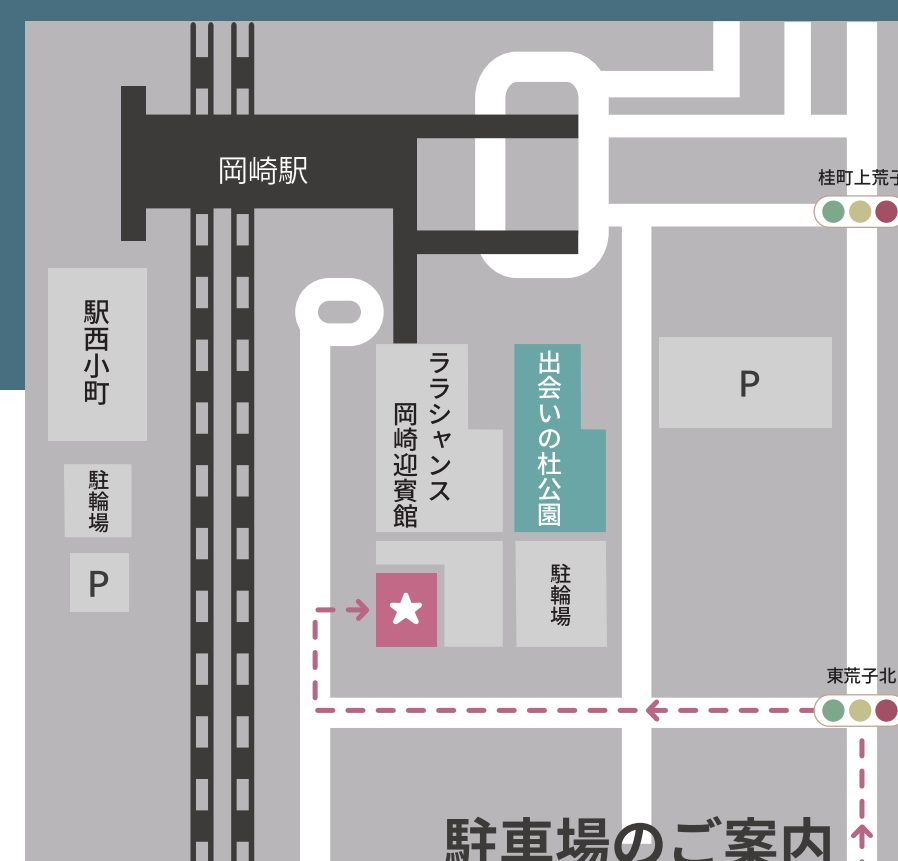 岡崎駅
桂町上荒子
駅西小町
ララシャンス
岡崎迎賓館
出会いの杜公園
P
駐輪場
P
駐輪場
東荒子北
駐車場のご案内